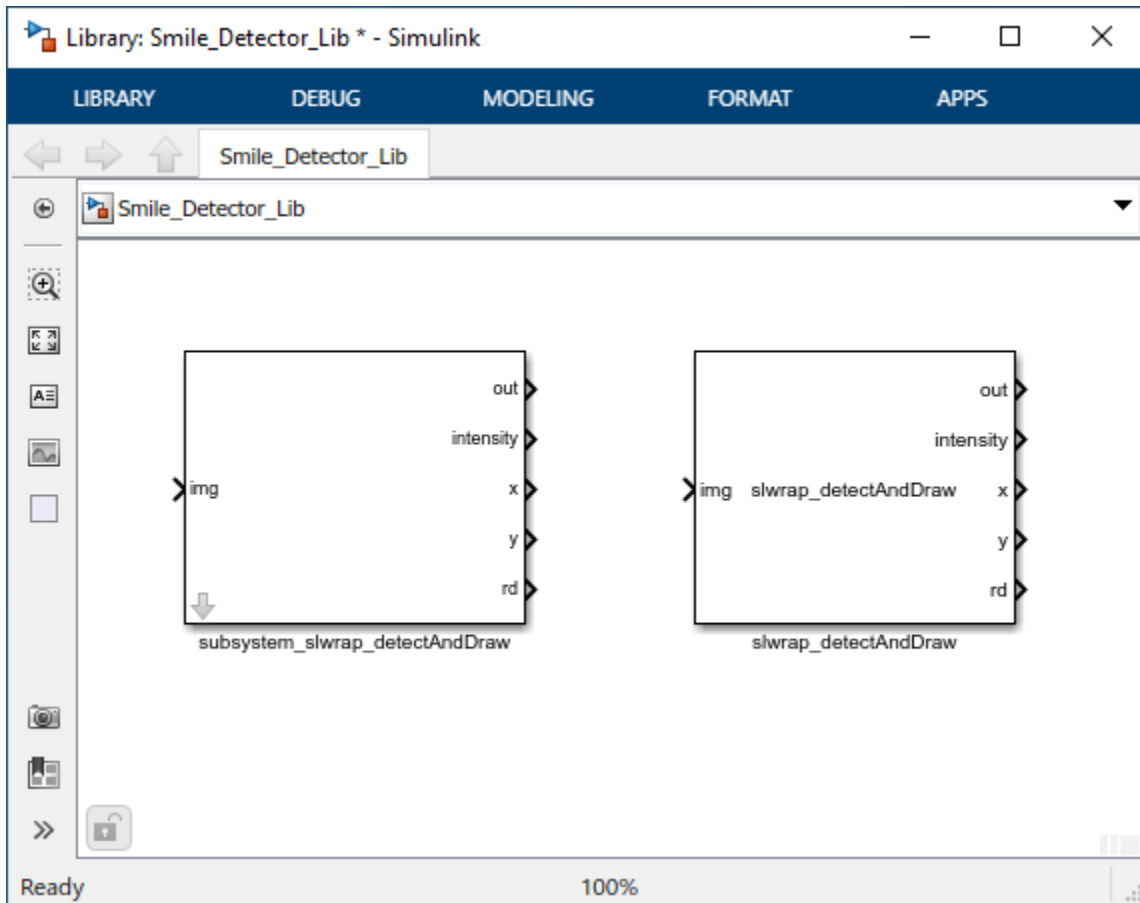 Library: Smile_Detector_Lib * - Simulink
LIBRARY DEBUG MODELING FORMAT APPS
Smile_Detector_Lib
Smile_Detector_Lib
out
intensity
img
x
y
rd
subsystem_slwrap_detectAndDraw
out
intensity
img slwrap_detectAndDraw x
y
rd
slwrap_detectAndDraw
Ready 100%